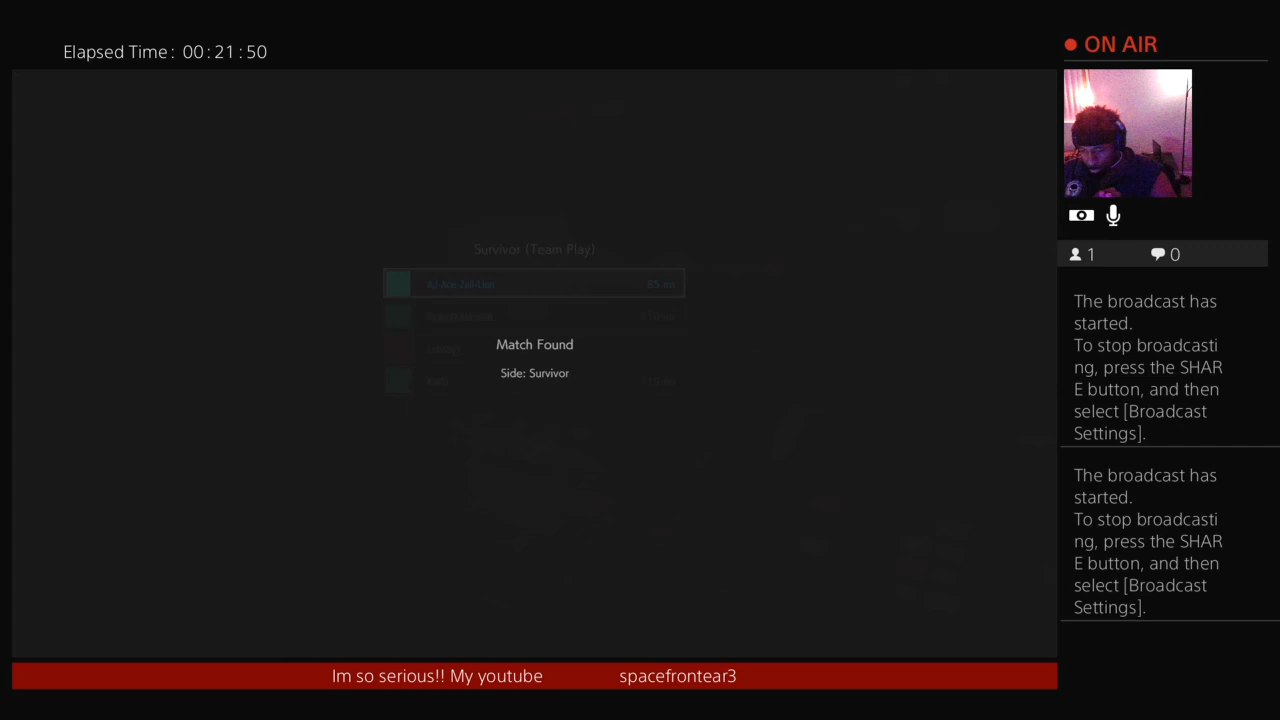 Elapsed Time: 00:21:50
ON AIR
1
0
Survivor (Team Play)
85 ms
Match Found
Side: Survivor
The broadcast has
started.
To stop broadcasti
ng, press the SHAR
E button, and then
select [Broadcast
Settings].
The broadcast has
started.
To stop broadcasti
ng, press the SHAR
E button, and then
select [Broadcast
Settings].
Im so serious!! My youtube spacefrontear3